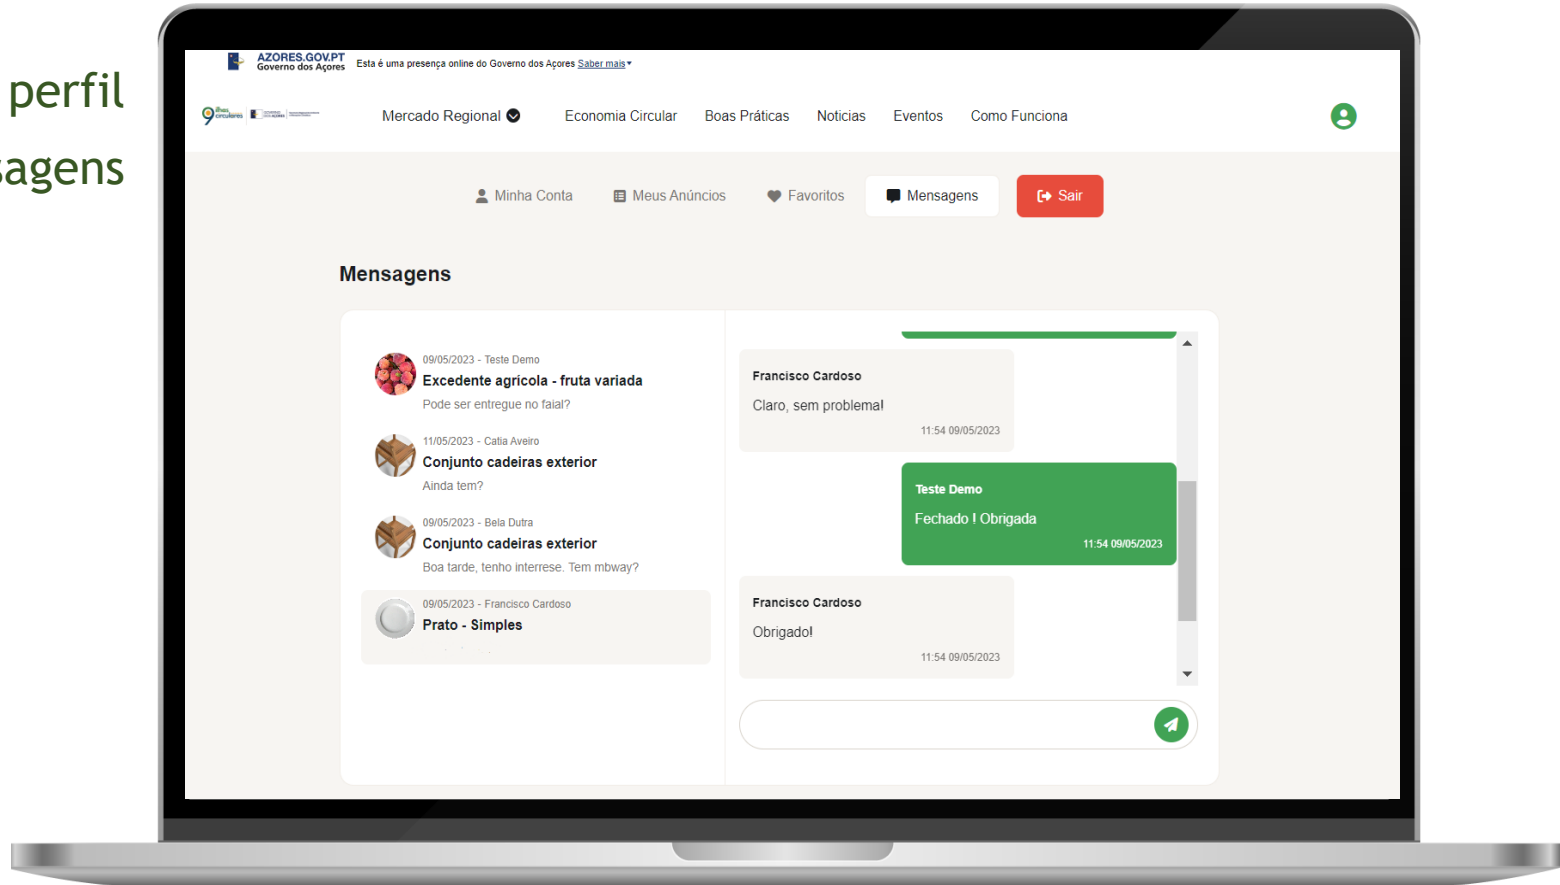 perfil
sagens
AZORES.GOV.PT
Governo dos Açores
Esta é uma presença online do Governo dos Açores Saber mais
9 ilhas
circulares
Mercado Regional
Economia Circular
Boas Práticas
Noticias
Eventos
Como Funciona
Minha Conta
Meus Anúncios
Favoritos
Mensagens
Sair
Mensagens
09/05/2023 - Teste Demo
Excedente agrícola - fruta variada
Pode ser entregue no faial?
11/05/2023 - Catia Aveiro
Conjunto cadeiras exterior
Ainda tem?
09/05/2023 - Bela Dutra
Conjunto cadeiras exterior
Boa tarde, tenho interrese. Tem mbway?
09/05/2023 - Francisco Cardoso
Prato - Simples
Francisco Cardoso
Claro, sem problema!
11:54 09/05/2023
Teste Demo
Fechado ! Obrigada
11:54 09/05/2023
Francisco Cardoso
Obrigado!
11:54 09/05/2023